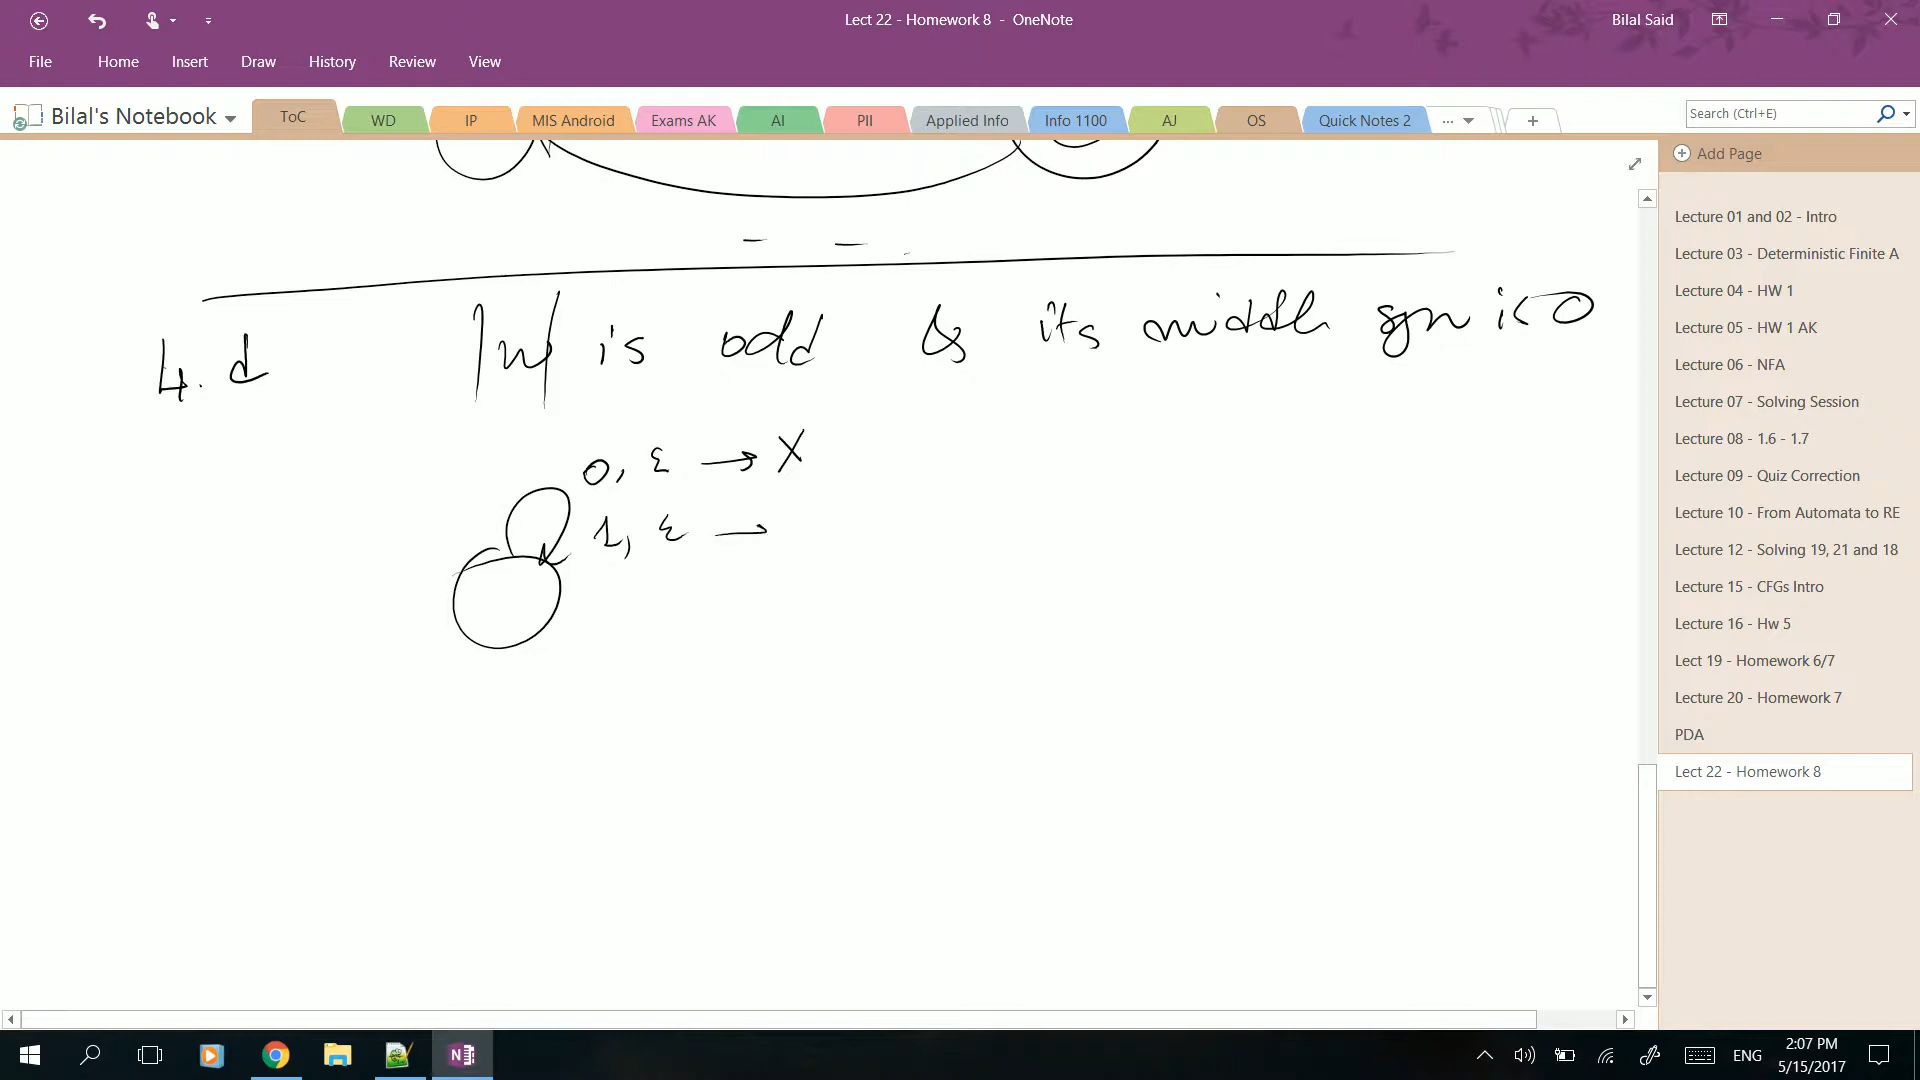 Lect 22 - Homework 8 - OneNote
Bilal Said
File Home Insert Draw History Review View
Bilal's Notebook
ToC WD IP MIS Android Exams AK AI PII Applied Info Info 1100 AJ OS Quick Notes 2 ...
Search (Ctrl+E)
Add Page
Lecture 01 and 02 - Intro
Lecture 03 - Deterministic Finite A
Lecture 04 - HW 1
Lecture 05 - HW 1 AK
Lecture 06 - NFA
Lecture 07 - Solving Session
Lecture 08 - 1.6 - 1.7
Lecture 09 - Quiz Correction
Lecture 10 - From Automata to RE
Lecture 12 - Solving 19, 21 and 18
Lecture 15 - CFGs Intro
Lecture 16 - Hw 5
Lect 19 - Homework 6/7
Lecture 20 - Homework 7
PDA
Lect 22 - Homework 8
4. d |w| is odd & its middle sym is 0
0, ε → X
1, ε →
ENG
2:07 PM
5/15/2017